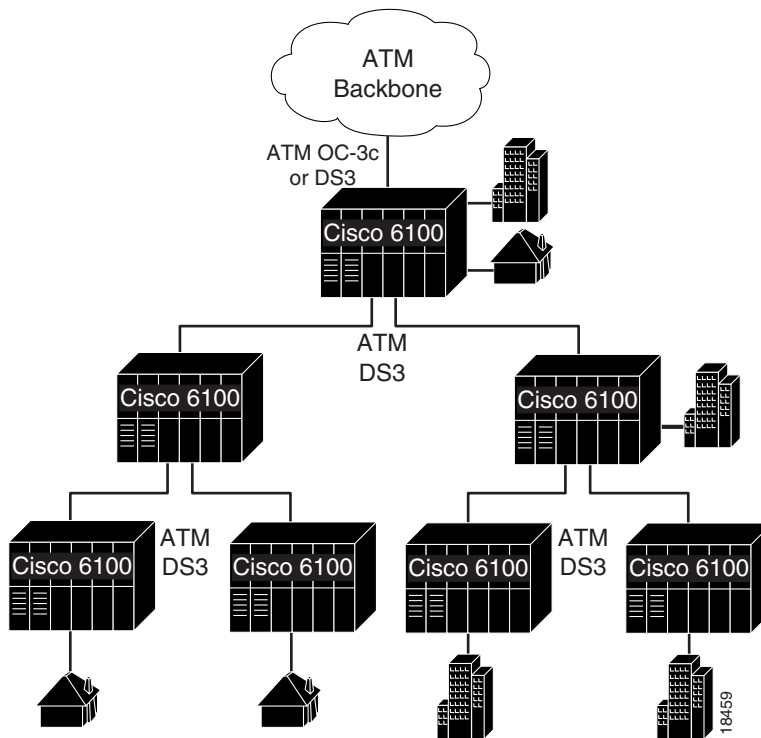 ATM
Backbone
ATM OC-3c
or DS3
Cisco 6100
ATM
DS3
Cisco 6100
Cisco 6100
Cisco 6100
ATM
DS3
Cisco 6100
Cisco 6100
ATM
DS3
Cisco 6100
18459